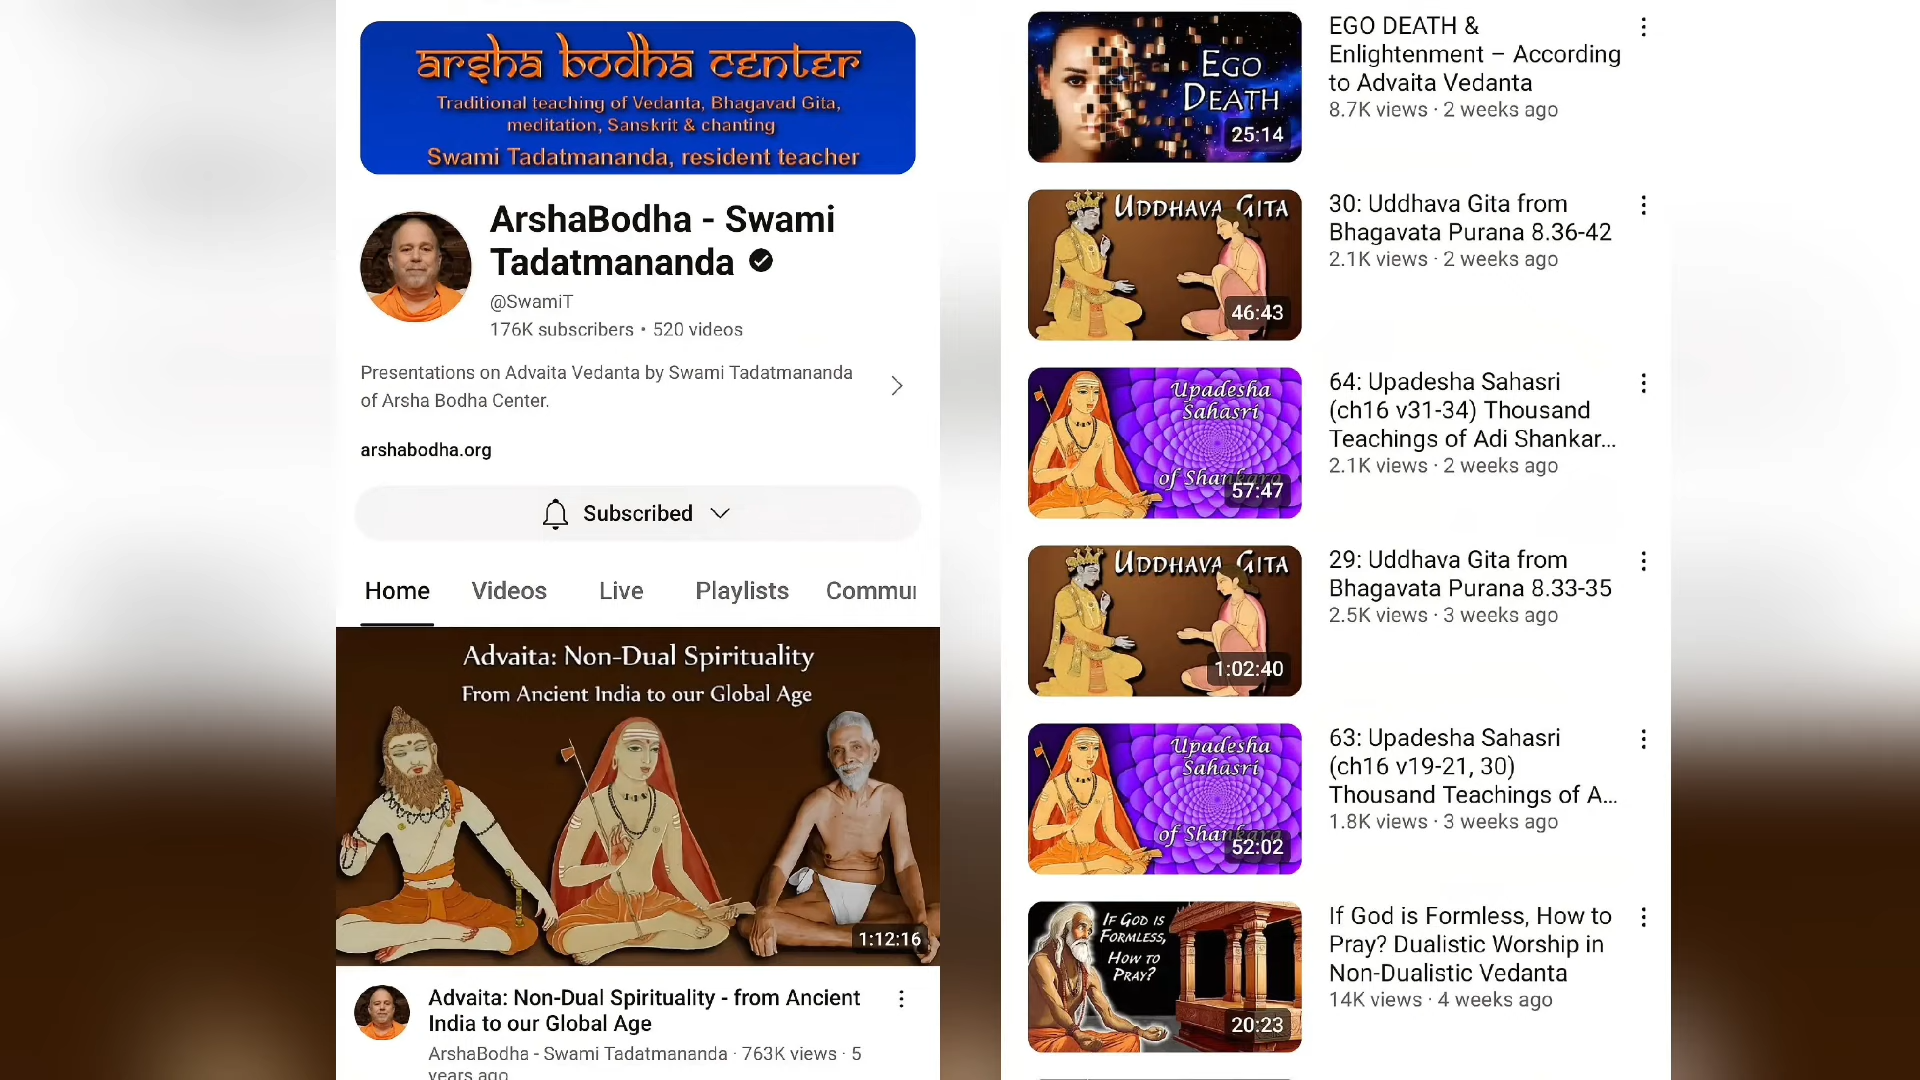 arsha bodha center
Traditional teaching of Vedanta, Bhagavad Gita,
meditation, Sanskrit & chanting
Swami Tadatmananda, resident teacher
ArshaBodha - Swami
Tadatmananda
@SwamiT
176K subscribers • 520 videos
Presentations on Advaita Vedanta by Swami Tadatmananda
of Arsha Bodha Center.
arshabodha.org
Subscribed
Home Videos Live Playlists Commu
Advaita: Non-Dual Spirituality
From Ancient India to our Global Age
1:12:16
Advaita: Non-Dual Spirituality - from Ancient
India to our Global Age
ArshaBodha - Swami Tadatmananda · 763K views · 5
years ago
EGO
DEATH
25:14
EGO DEATH &
Enlightenment – According
to Advaita Vedanta
8.7K views · 2 weeks ago
UDDHAVA GITA
46:43
30: Uddhava Gita from
Bhagavata Purana 8.36-42
2.1K views · 2 weeks ago
Upadesha
Sahasri
of Shankara
57:47
64: Upadesha Sahasri
(ch16 v31-34) Thousand
Teachings of Adi Shankar...
2.1K views · 2 weeks ago
UDDHAVA GITA
1:02:40
29: Uddhava Gita from
Bhagavata Purana 8.33-35
2.5K views · 3 weeks ago
Upadesha
Sahasri
of Shankara
52:02
63: Upadesha Sahasri
(ch16 v19-21, 30)
Thousand Teachings of A...
1.8K views · 3 weeks ago
IF GOD IS
FORMLESS,
HOW TO
PRAY?
20:23
If God is Formless, How to
Pray? Dualistic Worship in
Non-Dualistic Vedanta
14K views · 4 weeks ago